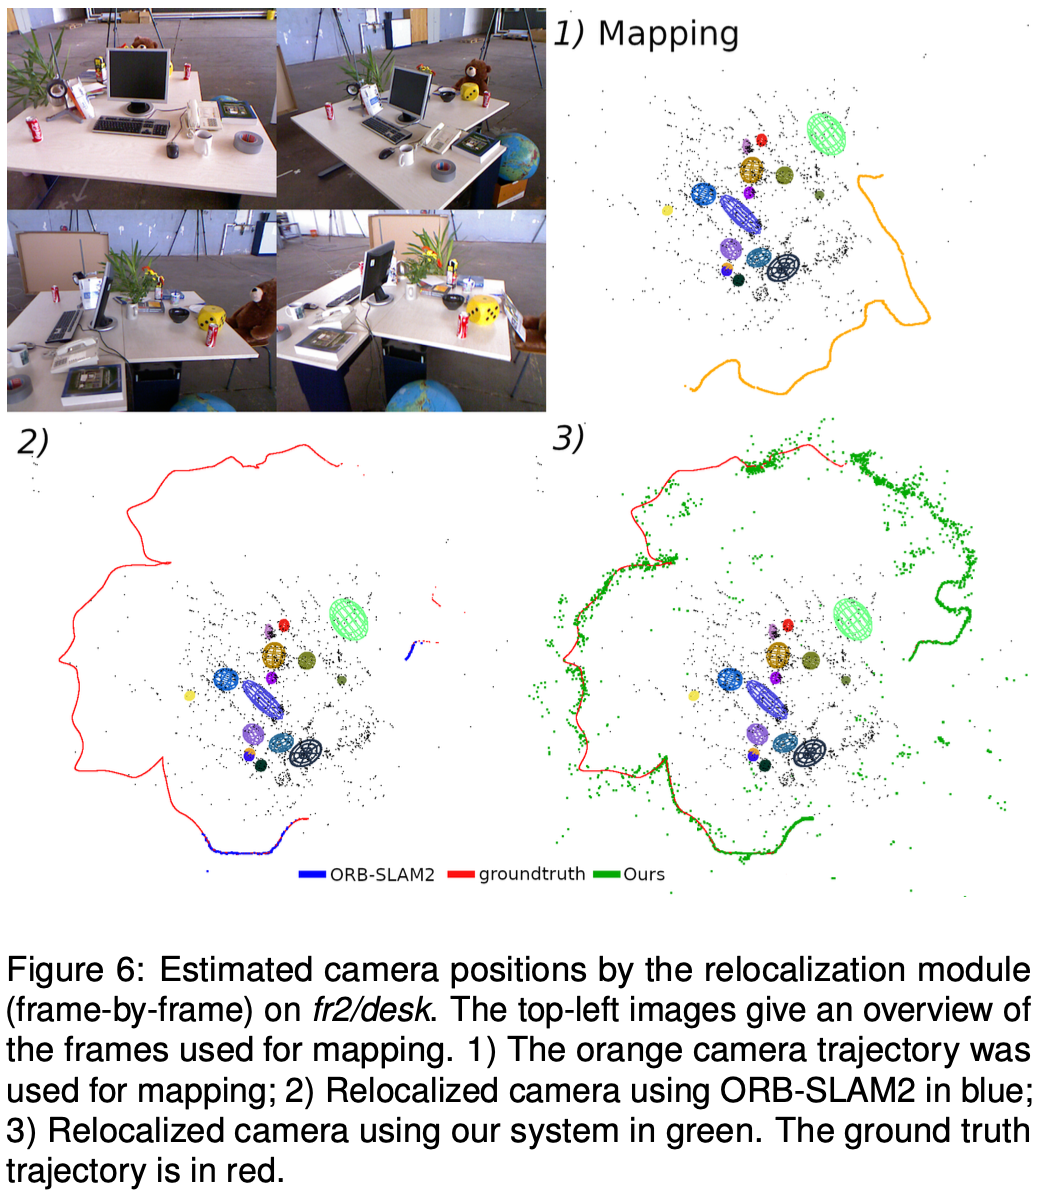 1) Mapping
2)
3)
ORB-SLAM2 groundtruth Ours
Figure 6: Estimated camera positions by the relocalization module
(frame-by-frame) on fr2/desk. The top-left images give an overview of
the frames used for mapping. 1) The orange camera trajectory was
used for mapping; 2) Relocalized camera using ORB-SLAM2 in blue;
3) Relocalized camera using our system in green. The ground truth
trajectory is in red.